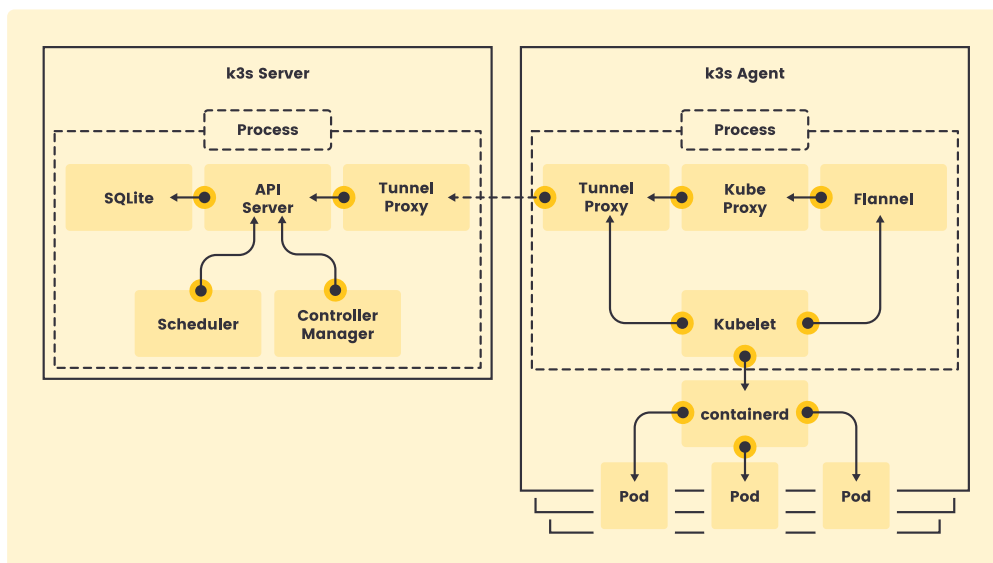 k3s Server
Process
SQLite
API
Server
Tunnel
Proxy
Scheduler
Controller
Manager
k3s Agent
Process
Tunnel
Proxy
Kube
Proxy
Flannel
Kubelet
containerd
Pod
Pod
Pod